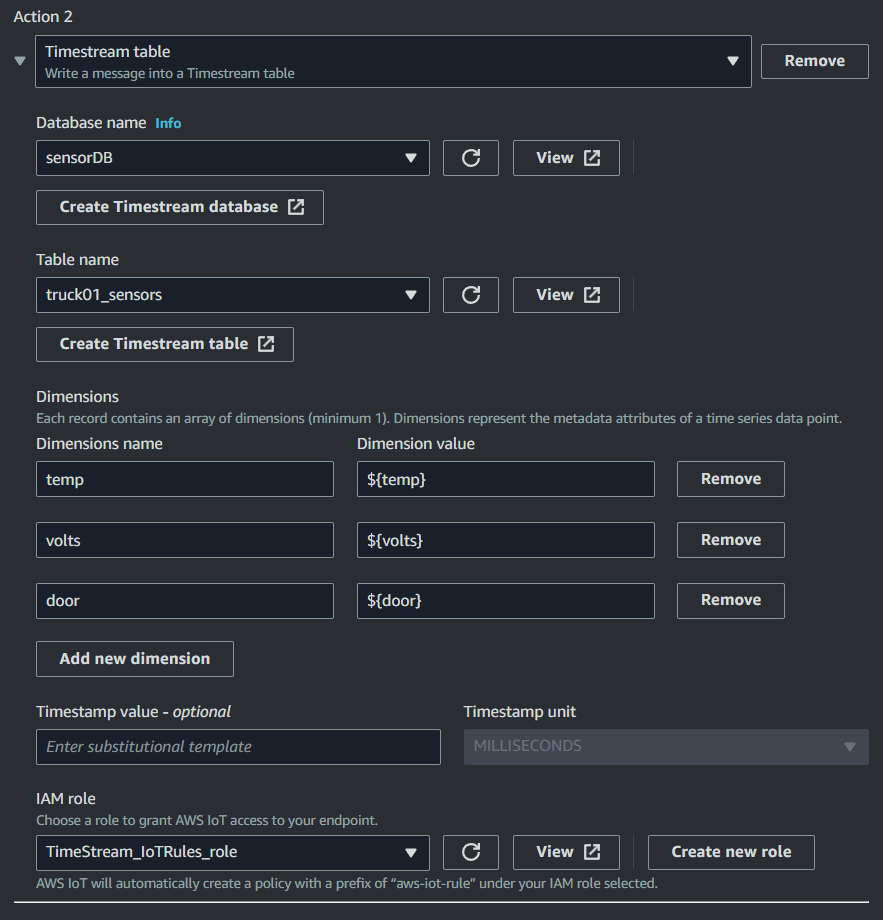 Action 2
Timestream table
Write a message into a Timestream table
Remove
Database name Info
sensorDB
View
Create Timestream database
Table name
truck01_sensors
View
Create Timestream table
Dimensions
Each record contains an array of dimensions (minimum 1). Dimensions represent the metadata attributes of a time series data point.
Dimensions name Dimension value
temp ${temp} Remove
volts ${volts} Remove
door ${door} Remove
Add new dimension
Timestamp value - optional Timestamp unit
Enter substitutional template MILLISECONDS
IAM role
Choose a role to grant AWS IoT access to your endpoint.
TimeStream_IoTRules_role View Create new role
AWS IoT will automatically create a policy with a prefix of “aws-iot-rule” under your IAM role selected.